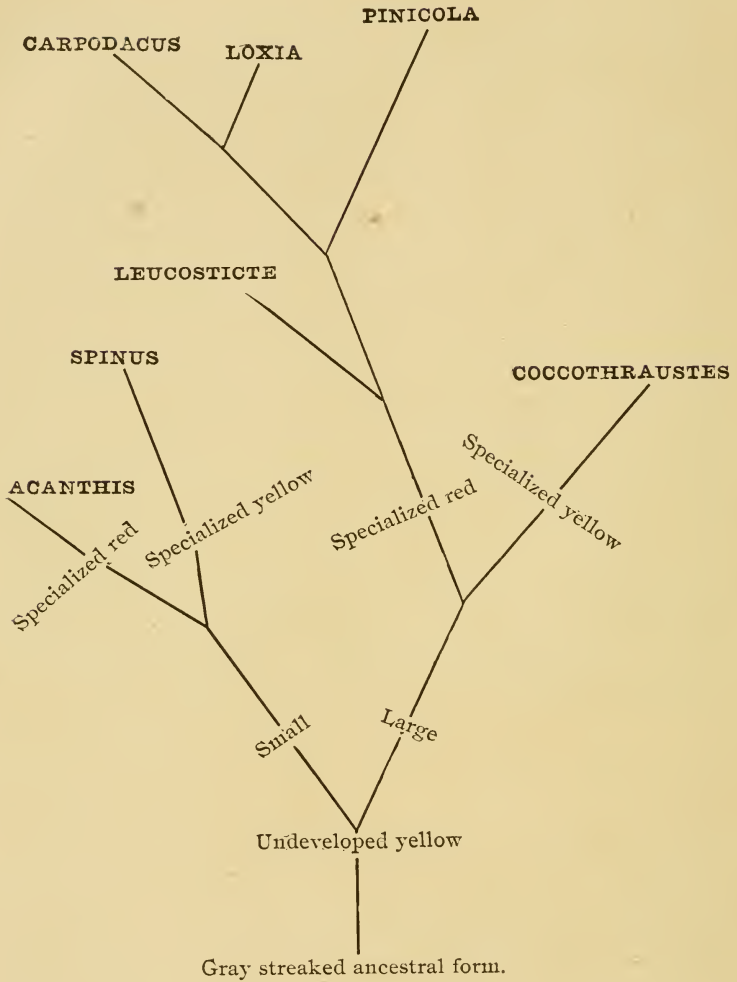 PINICOLA
CARPODACUS
LOXIA
LEUCOSTICTE
SPINUS
COCCOTHRAUSTES
ACANTHIS
Specialized red
Specialized yellow
Specialized red
Specialized yellow
Small
Large
Undeveloped yellow
Gray streaked ancestral form.